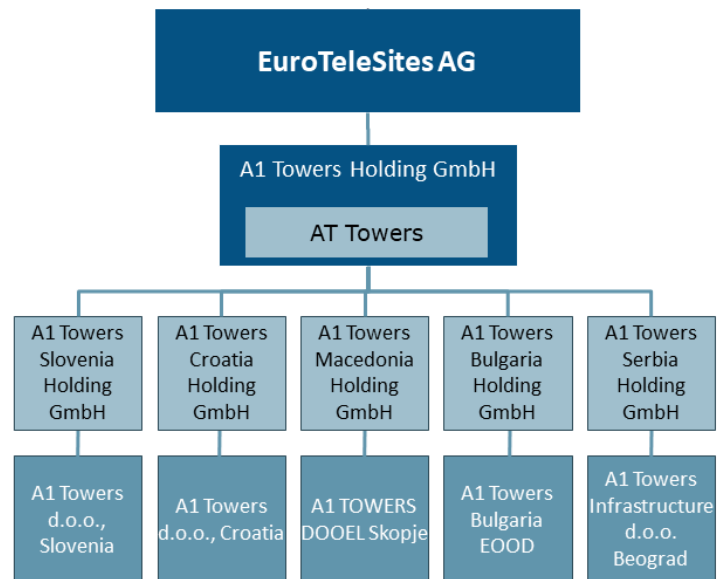 EuroTeleSites AG
A1 Towers Holding GmbH
AT Towers
A1 Towers
Slovenia
Holding
GmbH
A1 Towers
Croatia
Holding
GmbH
A1 Towers
Macedonia
Holding
GmbH
A1 Towers
Bulgaria
Holding
GmbH
A1 Towers
Serbia
Holding
GmbH
A1 Towers
d.o.o.,
Slovenia
A1 Towers
d.o.o., Croatia
A1 TOWERS
DOOEL Skopje
A1 Towers
Bulgaria
EOOD
A1 Towers
Infrastructure
d.o.o.
Beograd